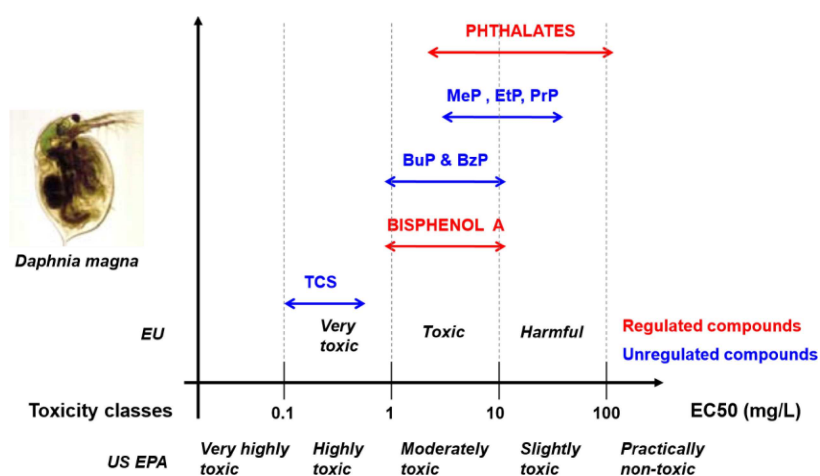 PHTHALATES
MeP , EtP, PrP
BuP & BzP
BISPHENOL A
Daphnia magna
TCS
EU
Very
toxic
Toxic
Harmful
Regulated compounds
Unregulated compounds
Toxicity classes
0.1
1
10
100
EC50 (mg/L)
US EPA
Very highly
toxic
Highly
toxic
Moderately
toxic
Slightly
toxic
Practically
non-toxic